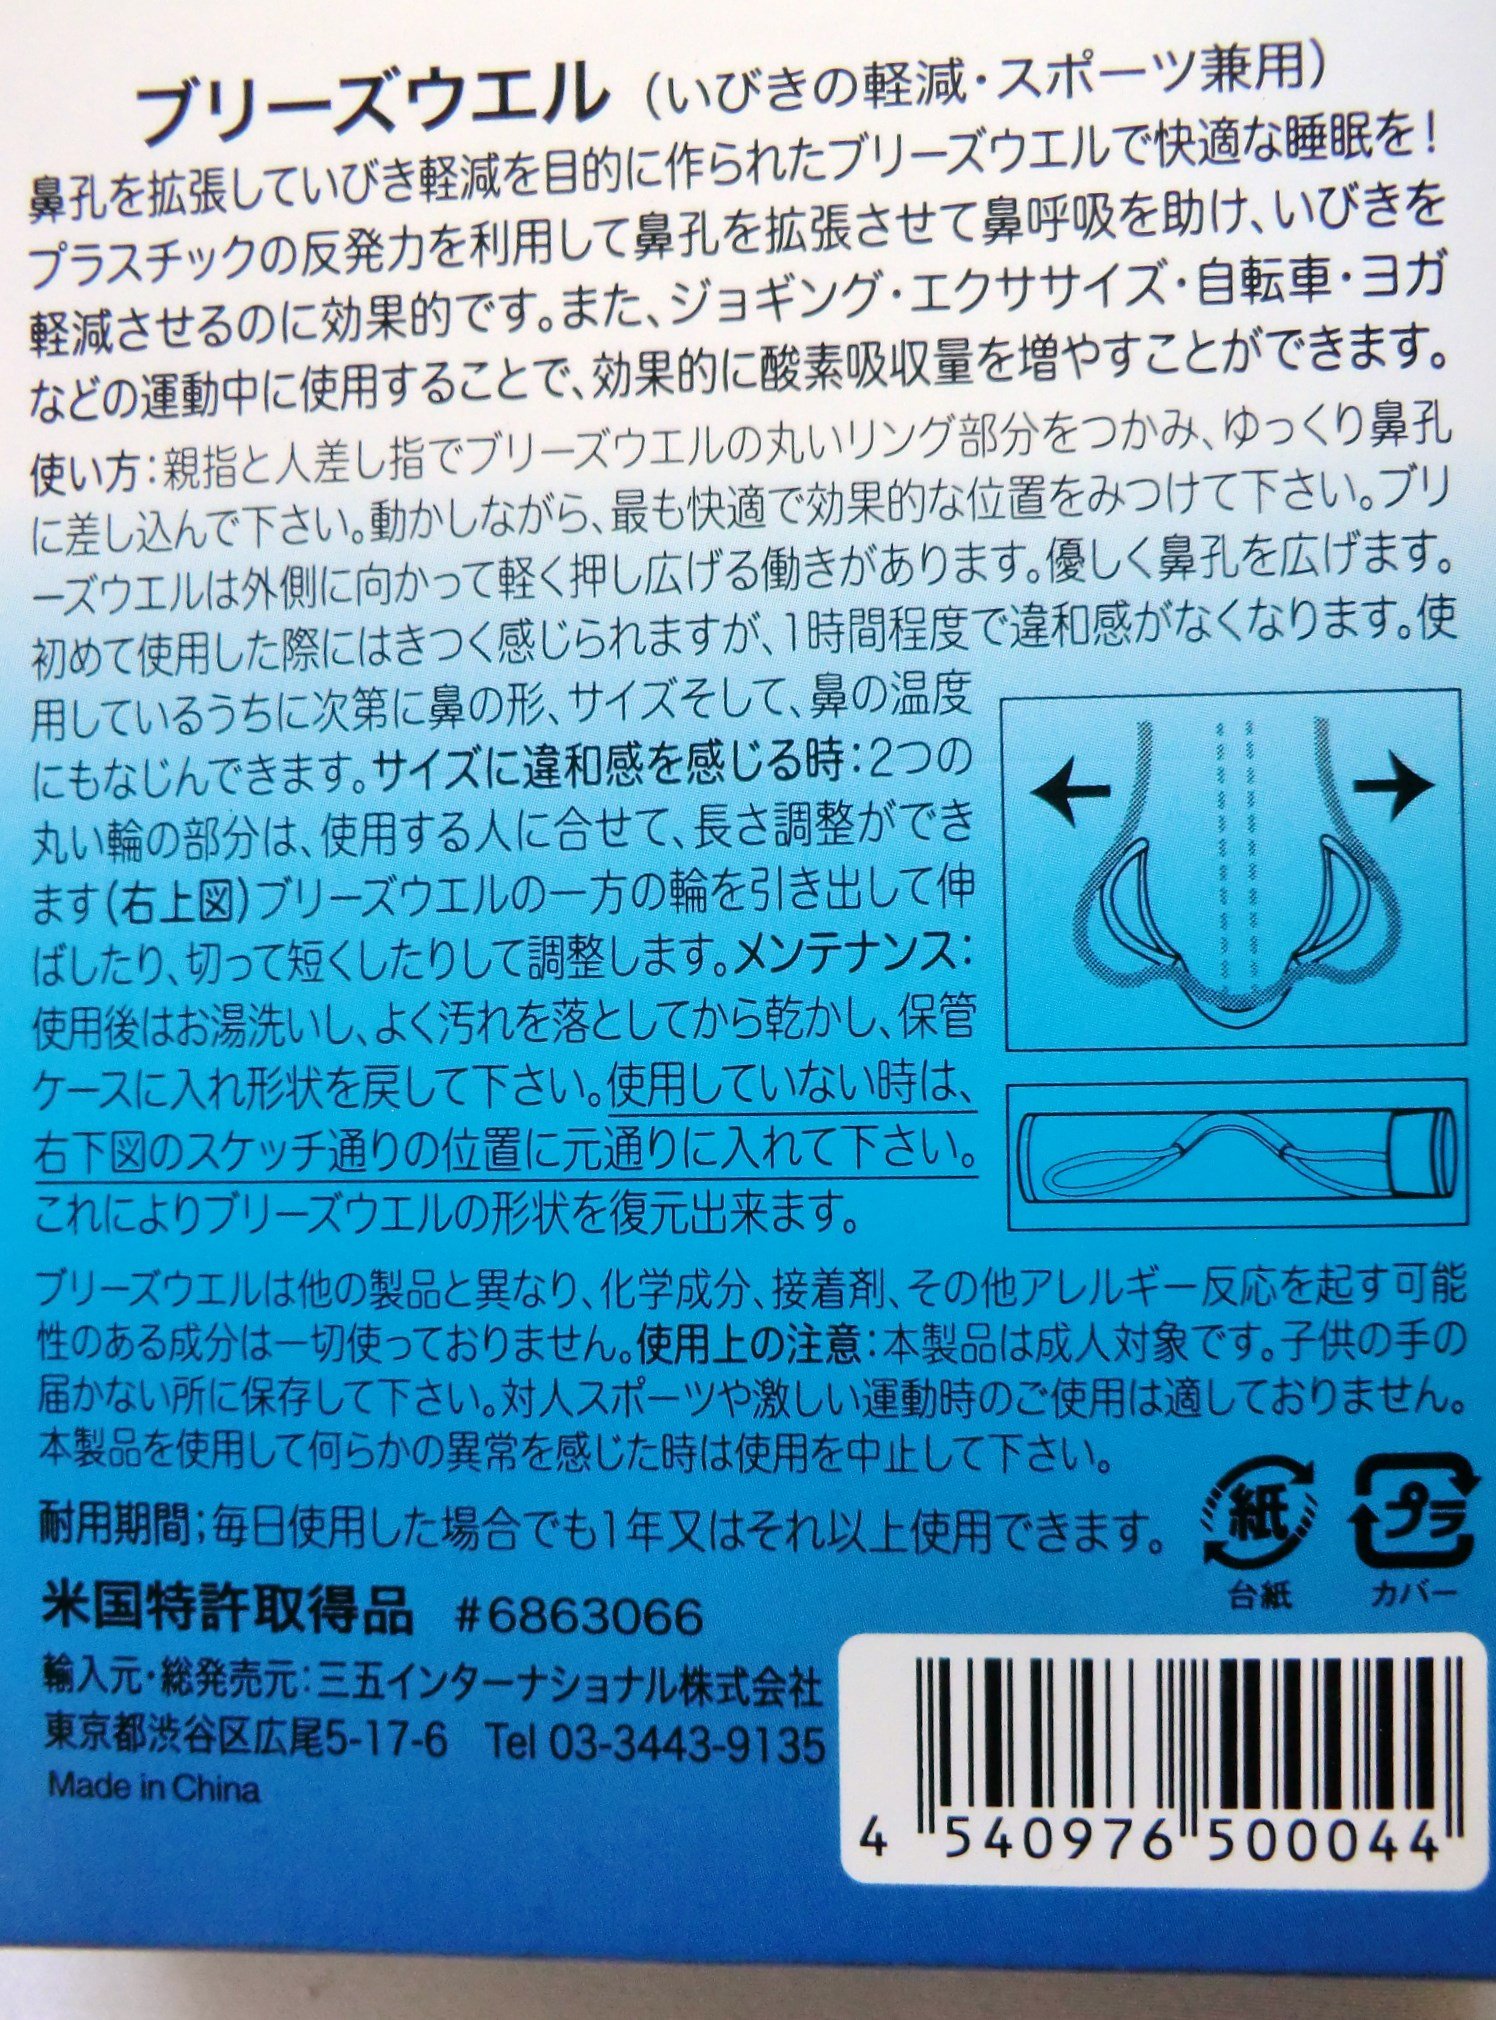 ブリーズウエル（いびきの軽減・スポーツ兼用）
鼻孔を拡張していびき軽減を目的に作られたブリーズウエルで快適な睡眠を！
プラスチックの反発力を利用して鼻孔を拡張させて鼻呼吸を助け、いびきを
軽減させるのに効果的です。また、ジョギング・エクササイズ・自転車・ヨガ
などの運動中に使用することで、効果的に酸素吸収量を増やすことができます。
使い方：親指と人差し指でブリーズウエルの丸いリング部分をつかみ、ゆっくり鼻孔
に差し込んで下さい。動かしながら、最も快適で効果的な位置をみつけて下さい。ブリ
ーズウエルは外側に向かって軽く押し広げる働きがあります。優しく鼻孔を広げます。
初めて使用した際にはきつく感じられますが、1時間程度で違和感がなくなります。使
用しているうちに次第に鼻の形、サイズそして、鼻の温度
にもなじんできます。サイズに違和感を感じる時：2つの
丸い輪の部分は、使用する人に合せて、長さ調整ができ
ます（右上図）ブリーズウエルの一方の輪を引き出して伸
ばしたり、切って短くしたりして調整します。メンテナンス：
使用後はお湯洗いし、よく汚れを落としてから乾かし、保管
ケースに入れ形状を戻して下さい。使用していない時は、
右下図のスケッチ通りの位置に元通りに入れて下さい。
これによりブリーズウエルの形状を復元出来ます。
ブリーズウエルは他の製品と異なり、化学成分、接着剤、その他アレルギー反応を起す可能
性のある成分は一切使っておりません。使用上の注意：本製品は成人対象です。子供の手の
届かない所に保存して下さい。対人スポーツや激しい運動時のご使用は適しておりません。
本製品を使用して何らかの異常を感じた時は使用を中止して下さい。
耐用期間；毎日使用した場合でも1年又はそれ以上使用できます。
紙
台紙
プラ
カバー
米国特許取得品 #6863066
輸入元・総発売元：三五インターナショナル株式会社
東京都渋谷区広尾5-17-6 Tel 03-3443-9135
Made in China
4 540976 500044